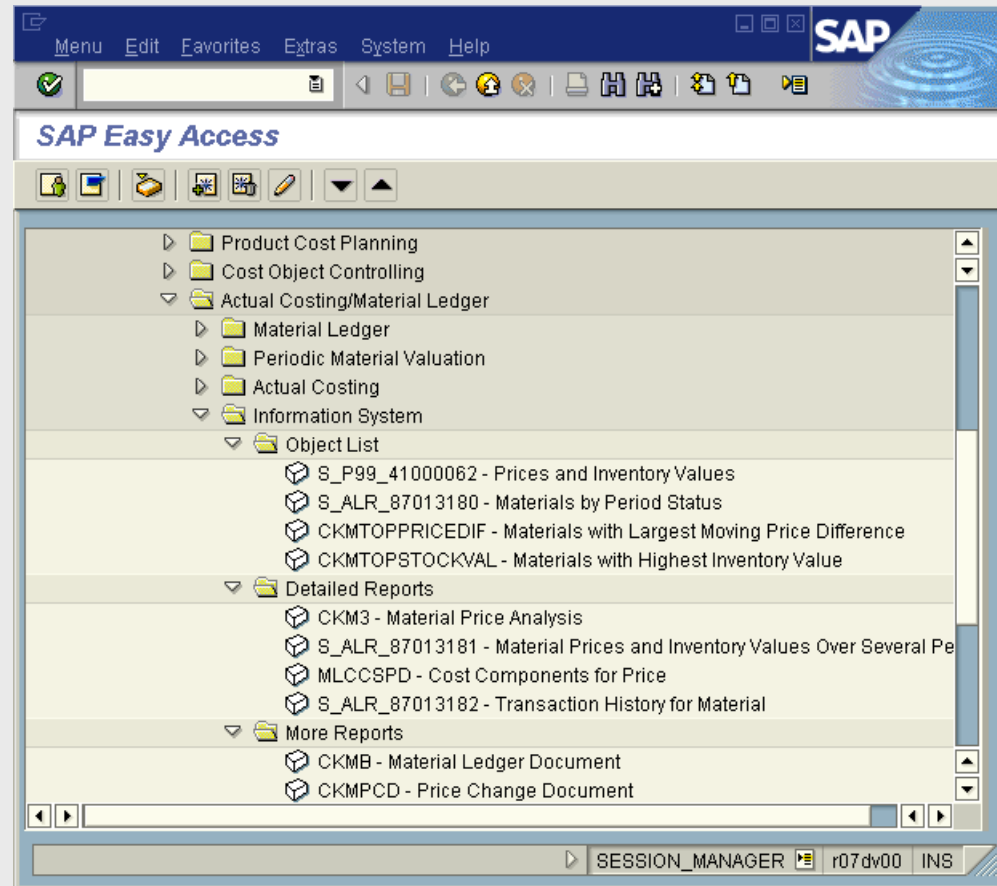 Menu Edit Favorites Extras System Help
SAP
SAP Easy Access
Product Cost Planning
Cost Object Controlling
Actual Costing/Material Ledger
Material Ledger
Periodic Material Valuation
Actual Costing
Information System
Object List
S_P99_41000062 - Prices and Inventory Values
S_ALR_87013180 - Materials by Period Status
CKMTOPPRICEDIF - Materials with Largest Moving Price Difference
CKMTOPSTOCKVAL - Materials with Highest Inventory Value
Detailed Reports
CKM3 - Material Price Analysis
S_ALR_87013181 - Material Prices and Inventory Values Over Several Pe
MLCCSPD - Cost Components for Price
S_ALR_87013182 - Transaction History for Material
More Reports
CKMB - Material Ledger Document
CKMPCD - Price Change Document
SESSION_MANAGER r07dv00 INS